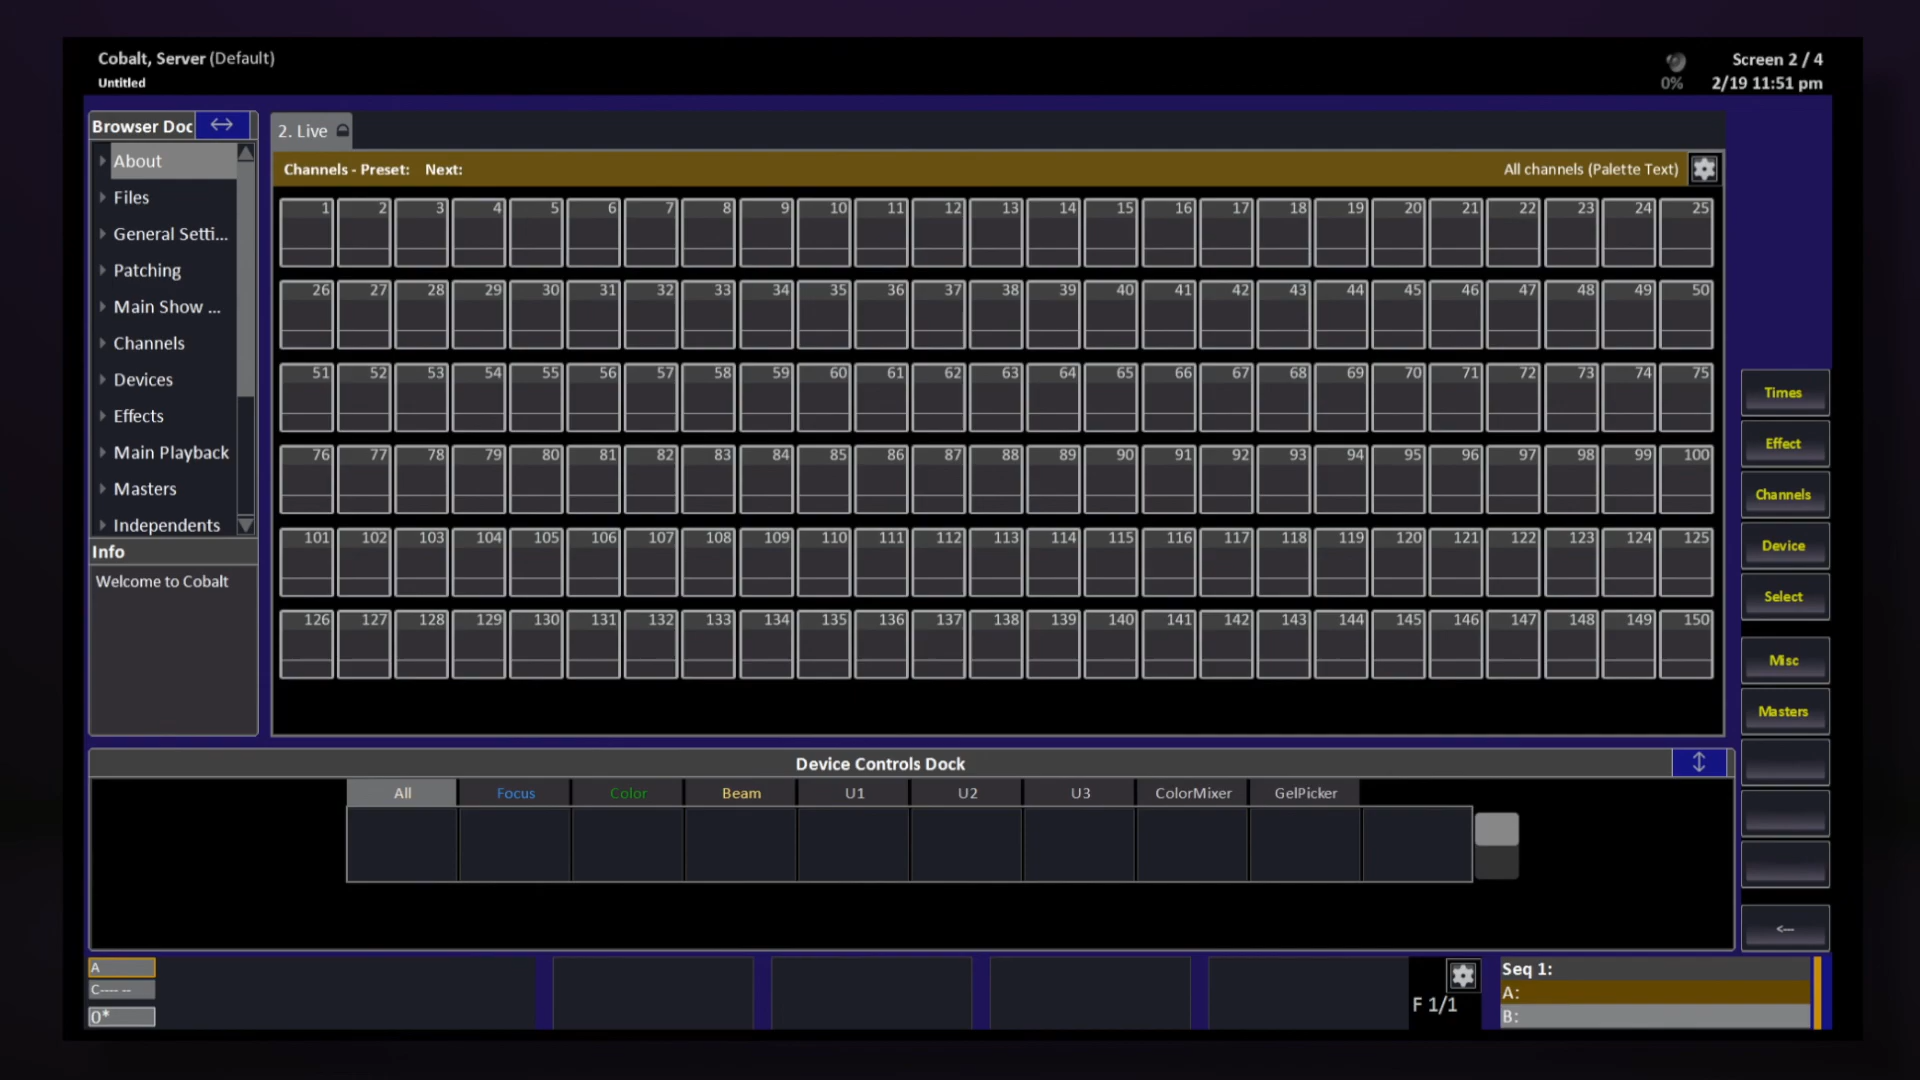 Cobalt, Server (Default)
Untitled
0%
Screen 2 / 4
2/19 11:51 pm
Browser Doc
About
Files
General Setti...
Patching
Main Show ...
Channels
Devices
Effects
Main Playback
Masters
Independents
Info
Welcome to Cobalt
2. Live
Channels - Preset: Next:
All channels (Palette Text)
1 2 3 4 5 6 7 8 9 10 11 12 13 14 15 16 17 18 19 20 21 22 23 24 25
26 27 28 29 30 31 32 33 34 35 36 37 38 39 40 41 42 43 44 45 46 47 48 49 50
51 52 53 54 55 56 57 58 59 60 61 62 63 64 65 66 67 68 69 70 71 72 73 74 75
76 77 78 79 80 81 82 83 84 85 86 87 88 89 90 91 92 93 94 95 96 97 98 99 100
101 102 103 104 105 106 107 108 109 110 111 112 113 114 115 116 117 118 119 120 121 122 123 124 125
126 127 128 129 130 131 132 133 134 135 136 137 138 139 140 141 142 143 144 145 146 147 148 149 150
Times
Effect
Channels
Device
Select
Misc
Masters
<---
Device Controls Dock
All Focus Color Beam U1 U2 U3 ColorMixer GelPicker
A
C---- --
0*
F 1/1
Seq 1:
A:
B: